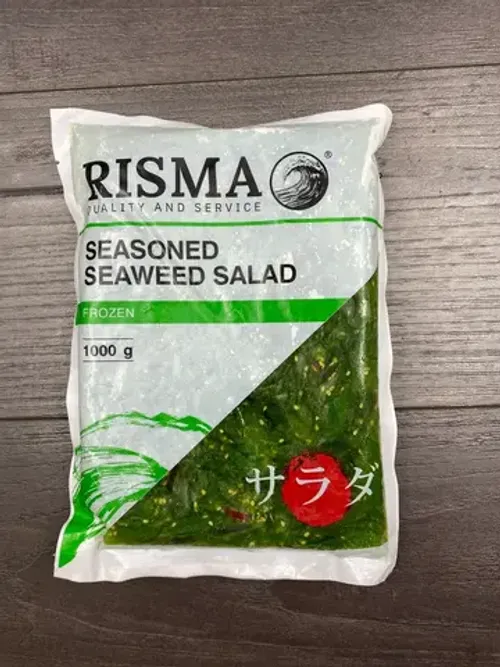 RISMA ®
QUALITY AND SERVICE
SEASONED
SEAWEED SALAD
FROZEN
1000 g
サラダ